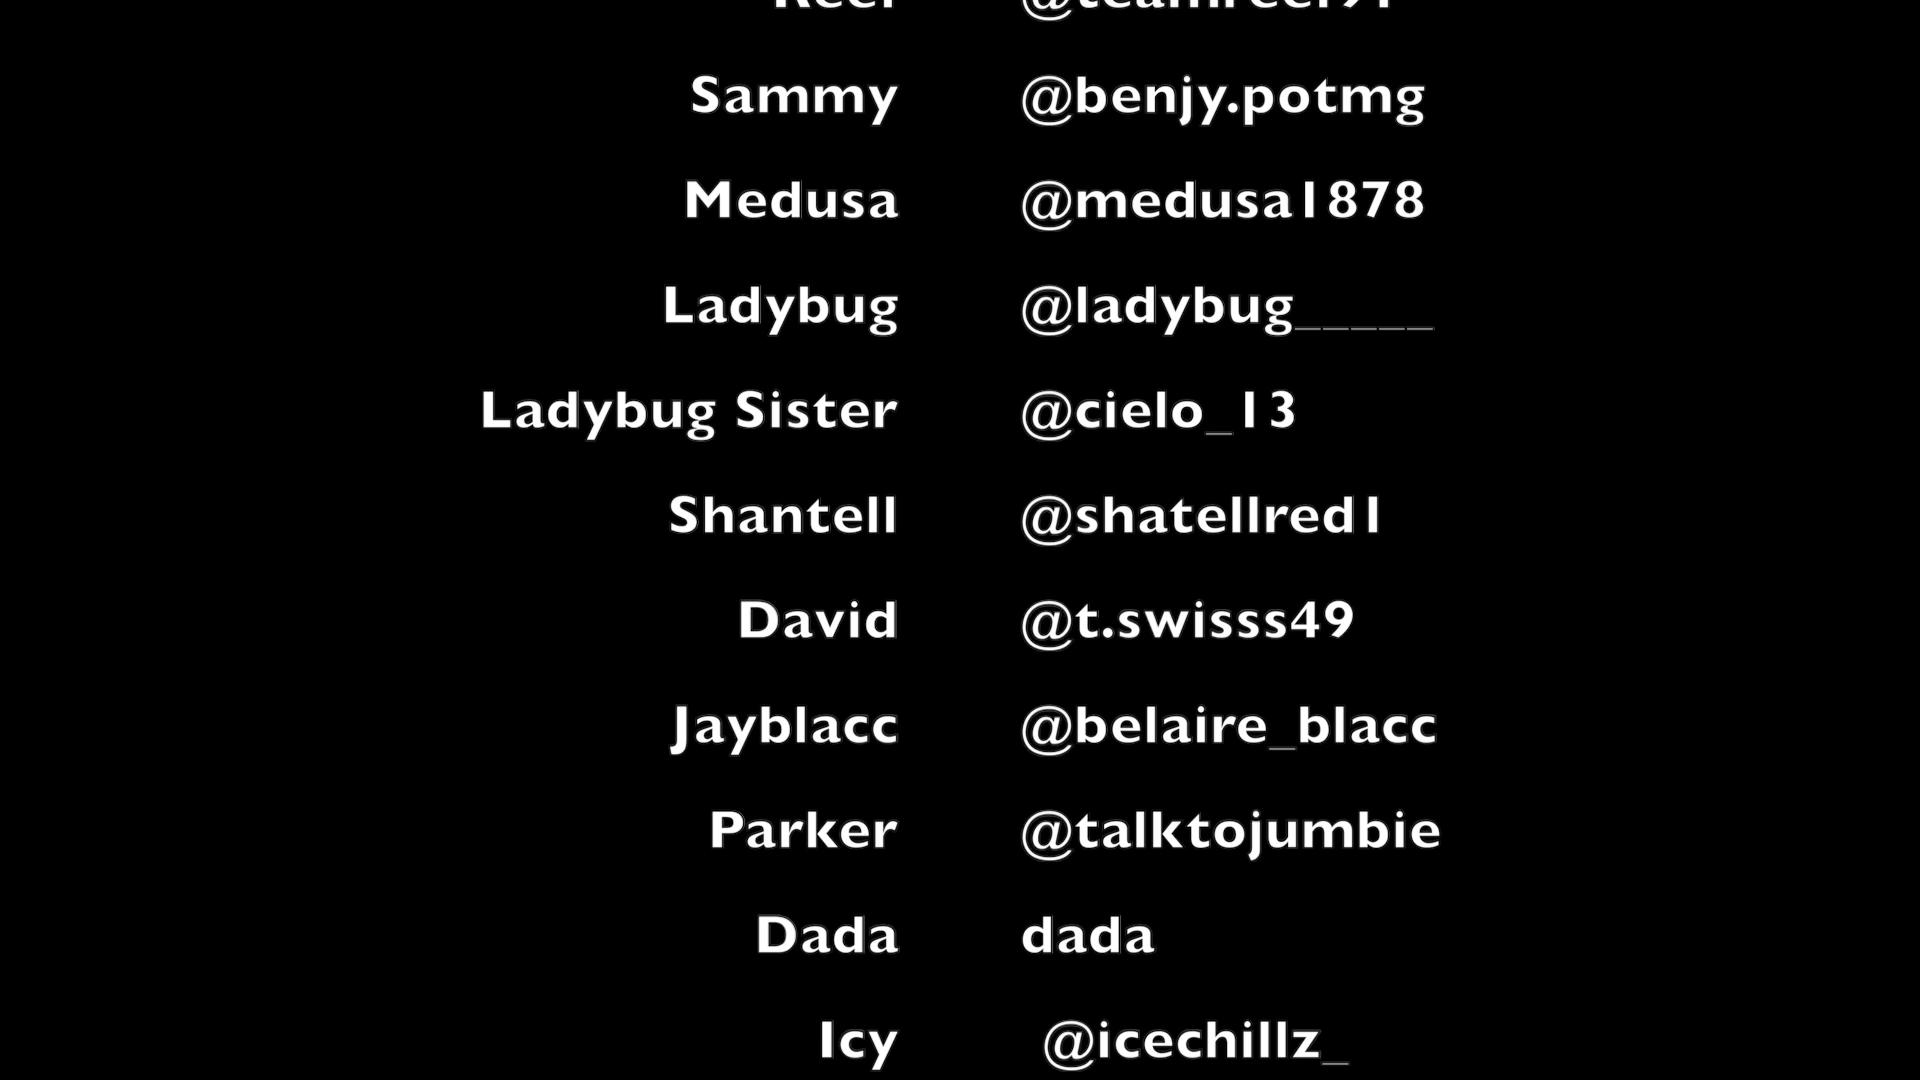 Sammy @benjy.potmg
Medusa @medusa1878
Ladybug @ladybug_____
Ladybug Sister @cielo_13
Shantell @shatellred1
David @t.swisss49
Jayblacc @belaire_blacc
Parker @talktojumbie
Dada dada
Icy @icechillz_